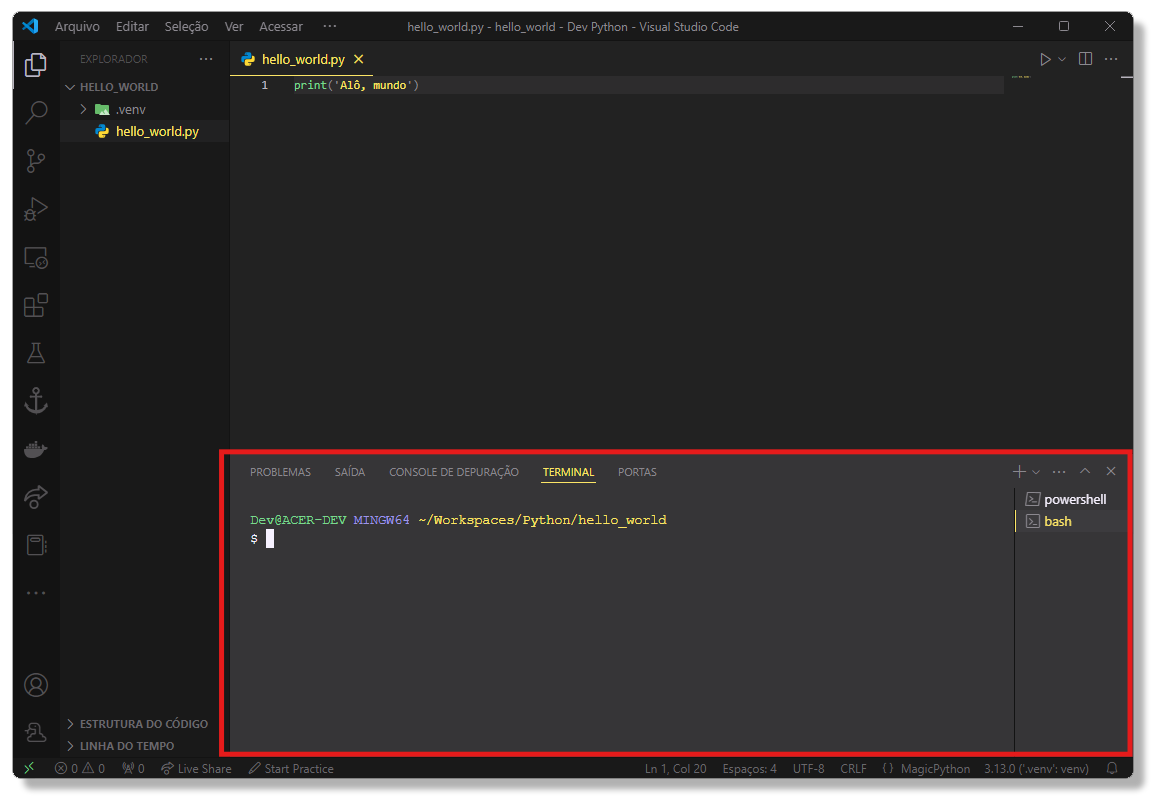 Arquivo Editar Seleção Ver Acessar ··· hello_world.py - hello_world - Dev Python - Visual Studio Code
EXPLORADOR ···
HELLO_WORLD
.venv
hello_world.py
hello_world.py
1 print('Alô, mundo')
PROBLEMAS SAÍDA CONSOLE DE DEPURAÇÃO TERMINAL PORTAS
Dev@ACER-DEV MINGW64 ~/Workspaces/Python/hello_world
$
powershell
bash
ESTRUTURA DO CÓDIGO
LINHA DO TEMPO
0 0 0 Live Share Start Practice Ln 1, Col 20 Espaços: 4 UTF-8 CRLF { } MagicPython 3.13.0 ('.venv': venv)